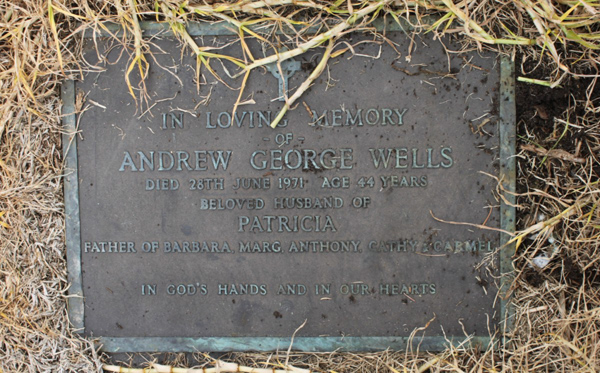 IN LOVING MEMORY
- OF -
ANDREW GEORGE WELLS
DIED 28TH JUNE 1971 AGE 44 YEARS
BELOVED HUSBAND OF
PATRICIA
FATHER OF BARBARA, MARG, ANTHONY, CATHY & CARMEL
IN GOD'S HANDS AND IN OUR HEARTS